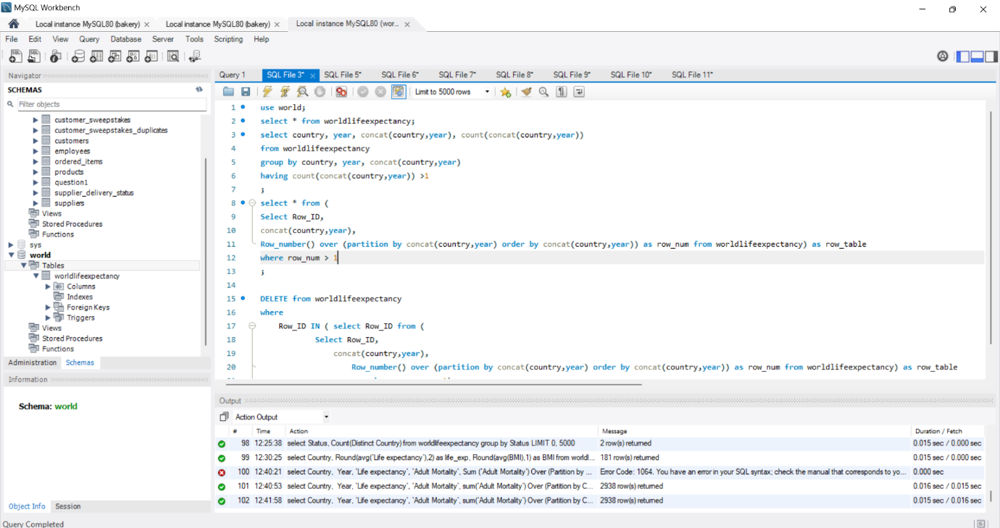 MySQL Workbench
Local instance MySQL80 (bakery)
Local instance MySQL80 (bakery)
Local instance MySQL80 (wor...
File Edit View Query Database Server Tools Scripting Help
Navigator
SCHEMAS
Filter objects
customer_sweepstakes
customer_sweepstakes_duplicates
customers
employees
ordered_items
products
question1
supplier_delivery_status
suppliers
Views
Stored Procedures
Functions
sys
world
Tables
worldlifeexpectancy
Columns
Indexes
Foreign Keys
Triggers
Views
Stored Procedures
Functions
Administration Schemas
Information
Schema: world
Object Info Session
Query Completed
Query 1 SQL File 3* SQL File 5* SQL File 6* SQL File 7* SQL File 8* SQL File 9* SQL File 10* SQL File 11*
Limit to 5000 rows
1 use world;
2 select * from worldlifeexpectancy;
3 select country, year, concat(country,year), count(concat(country,year))
4 from worldlifeexpectancy
5 group by country, year, concat(country,year)
6 having count(concat(country,year)) >1
7 ;
8 select * from (
9 Select Row_ID,
10 concat(country,year),
11 Row_number() over (partition by concat(country,year) order by concat(country,year)) as row_num from worldlifeexpectancy) as row_table
12 where row_num > 1
13 ;
14
15 DELETE from worldlifeexpectancy
16 where
17 Row_ID IN ( select Row_ID from (
18 Select Row_ID,
19 concat(country,year),
20 Row_number() over (partition by concat(country,year) order by concat(country,year)) as row_num from worldlifeexpectancy) as row_table
Output
Action Output
# Time Action Message Duration / Fetch
98 12:25:38 select Status, Count(Distinct Country) from worldlifeexpectancy group by Status LIMIT 0, 5000 2 row(s) returned 0.015 sec / 0.000 sec
99 12:30:25 select Country, Round(avg(`Life expectancy`),2) as life_exp, Round(avg(BMI),1) as BMI from worldl... 181 row(s) returned 0.015 sec / 0.000 sec
100 12:40:21 select Country, Year, `Life expectancy`, `Adult Mortality`, Sum (`Adult Mortality`) Over (Partition by ... Error Code: 1064. You have an error in your SQL syntax; check the manual that corresponds to yo... 0.000 sec
101 12:40:53 select Country, Year, `Life expectancy`, `Adult Mortality`, sum(`Adult Mortality`) Over (Partition by C... 2938 row(s) returned 0.016 sec / 0.015 sec
102 12:41:58 select Country, Year, `Life expectancy`, `Adult Mortality`, sum(`Adult Mortality`) Over (Partition by C... 2938 row(s) returned 0.015 sec / 0.016 sec